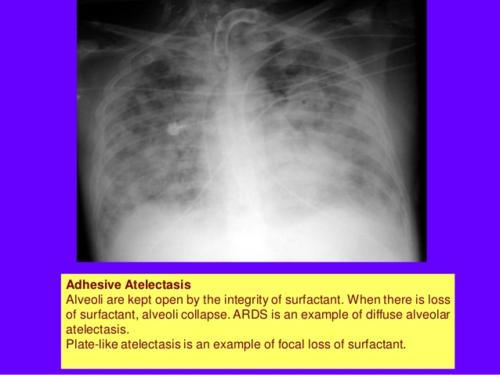 Adhesive Atelectasis
Alveoli are kept open by the integrity of surfactant. When there is loss
of surfactant, alveoli collapse. ARDS is an example of diffuse alveolar
atelectasis.
Plate-like atelectasis is an example of focal loss of surfactant.